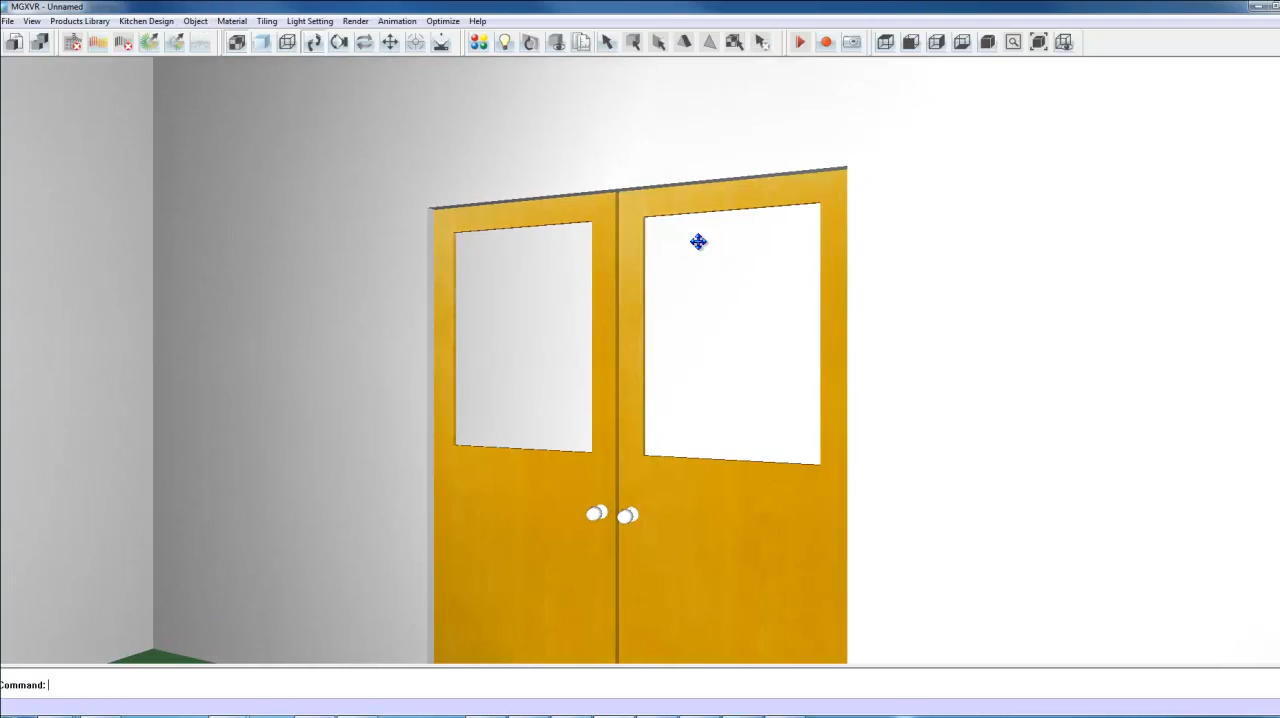 MGXVR - Unnamed
File View Products Library Kitchen Design Object Material Tiling Light Setting Render Animation Optimize Help
Command: